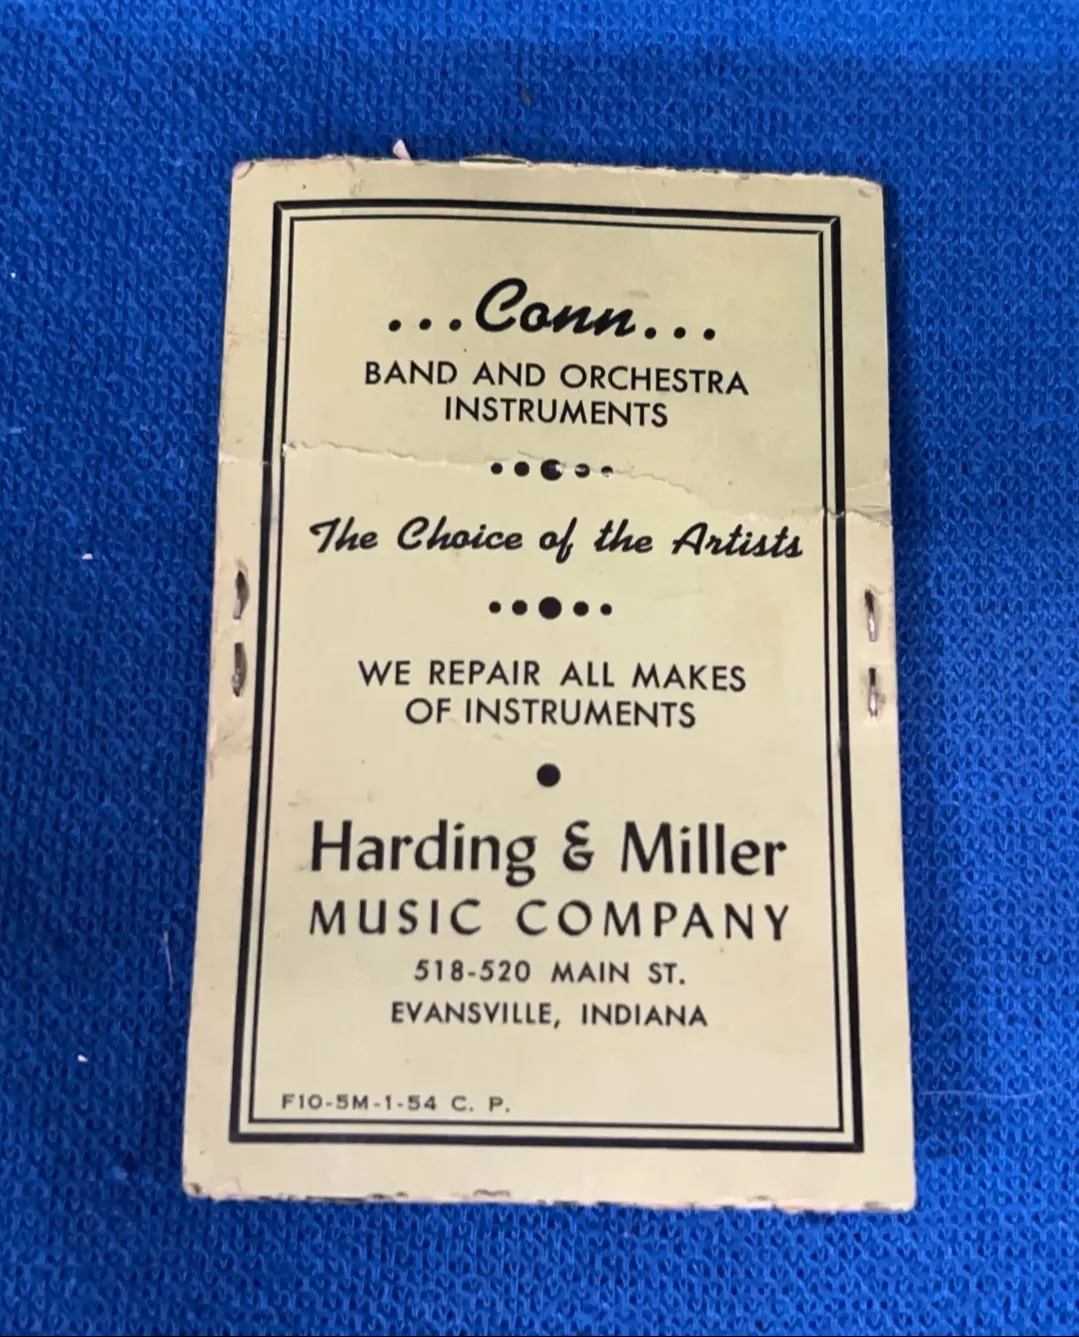 ...Conn...
BAND AND ORCHESTRA
INSTRUMENTS
The Choice of the Artists
WE REPAIR ALL MAKES
OF INSTRUMENTS
Harding & Miller
MUSIC COMPANY
518-520 MAIN ST.
EVANSVILLE, INDIANA
F10-5M-1-54 C. P.